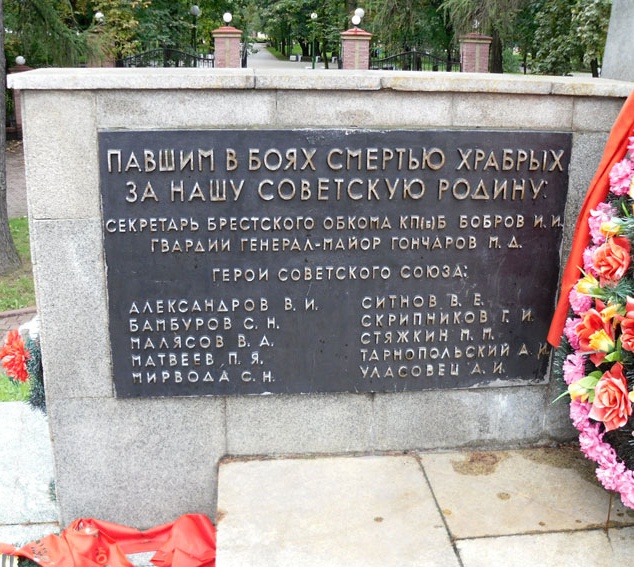 ПАВШИМ В БОЯХ СМЕРТЬЮ ХРАБРЫХ
ЗА НАШУ СОВЕТСКУЮ РОДИНУ:
СЕКРЕТАРЬ БРЕСТСКОГО ОБКОМА КП(б)Б БОБРОВ И. И.
ГВАРДИИ ГЕНЕРАЛ-МАЙОР ГОНЧАРОВ М. Д.
ГЕРОИ СОВЕТСКОГО СОЮЗА:
АЛЕКСАНДРОВ В. И.
БАМБУРОВ С. Н.
МАЛЯСОВ В. А.
МАТВЕЕВ П. Я.
МИРВОДА С. Н.
СИТНОВ В. Е.
СКРИПНИКОВ Г. И.
СТЯЖКИН М. М.
ТАРНОПОЛЬСКИЙ А. И.
УЛАСОВЕЦ А. И.